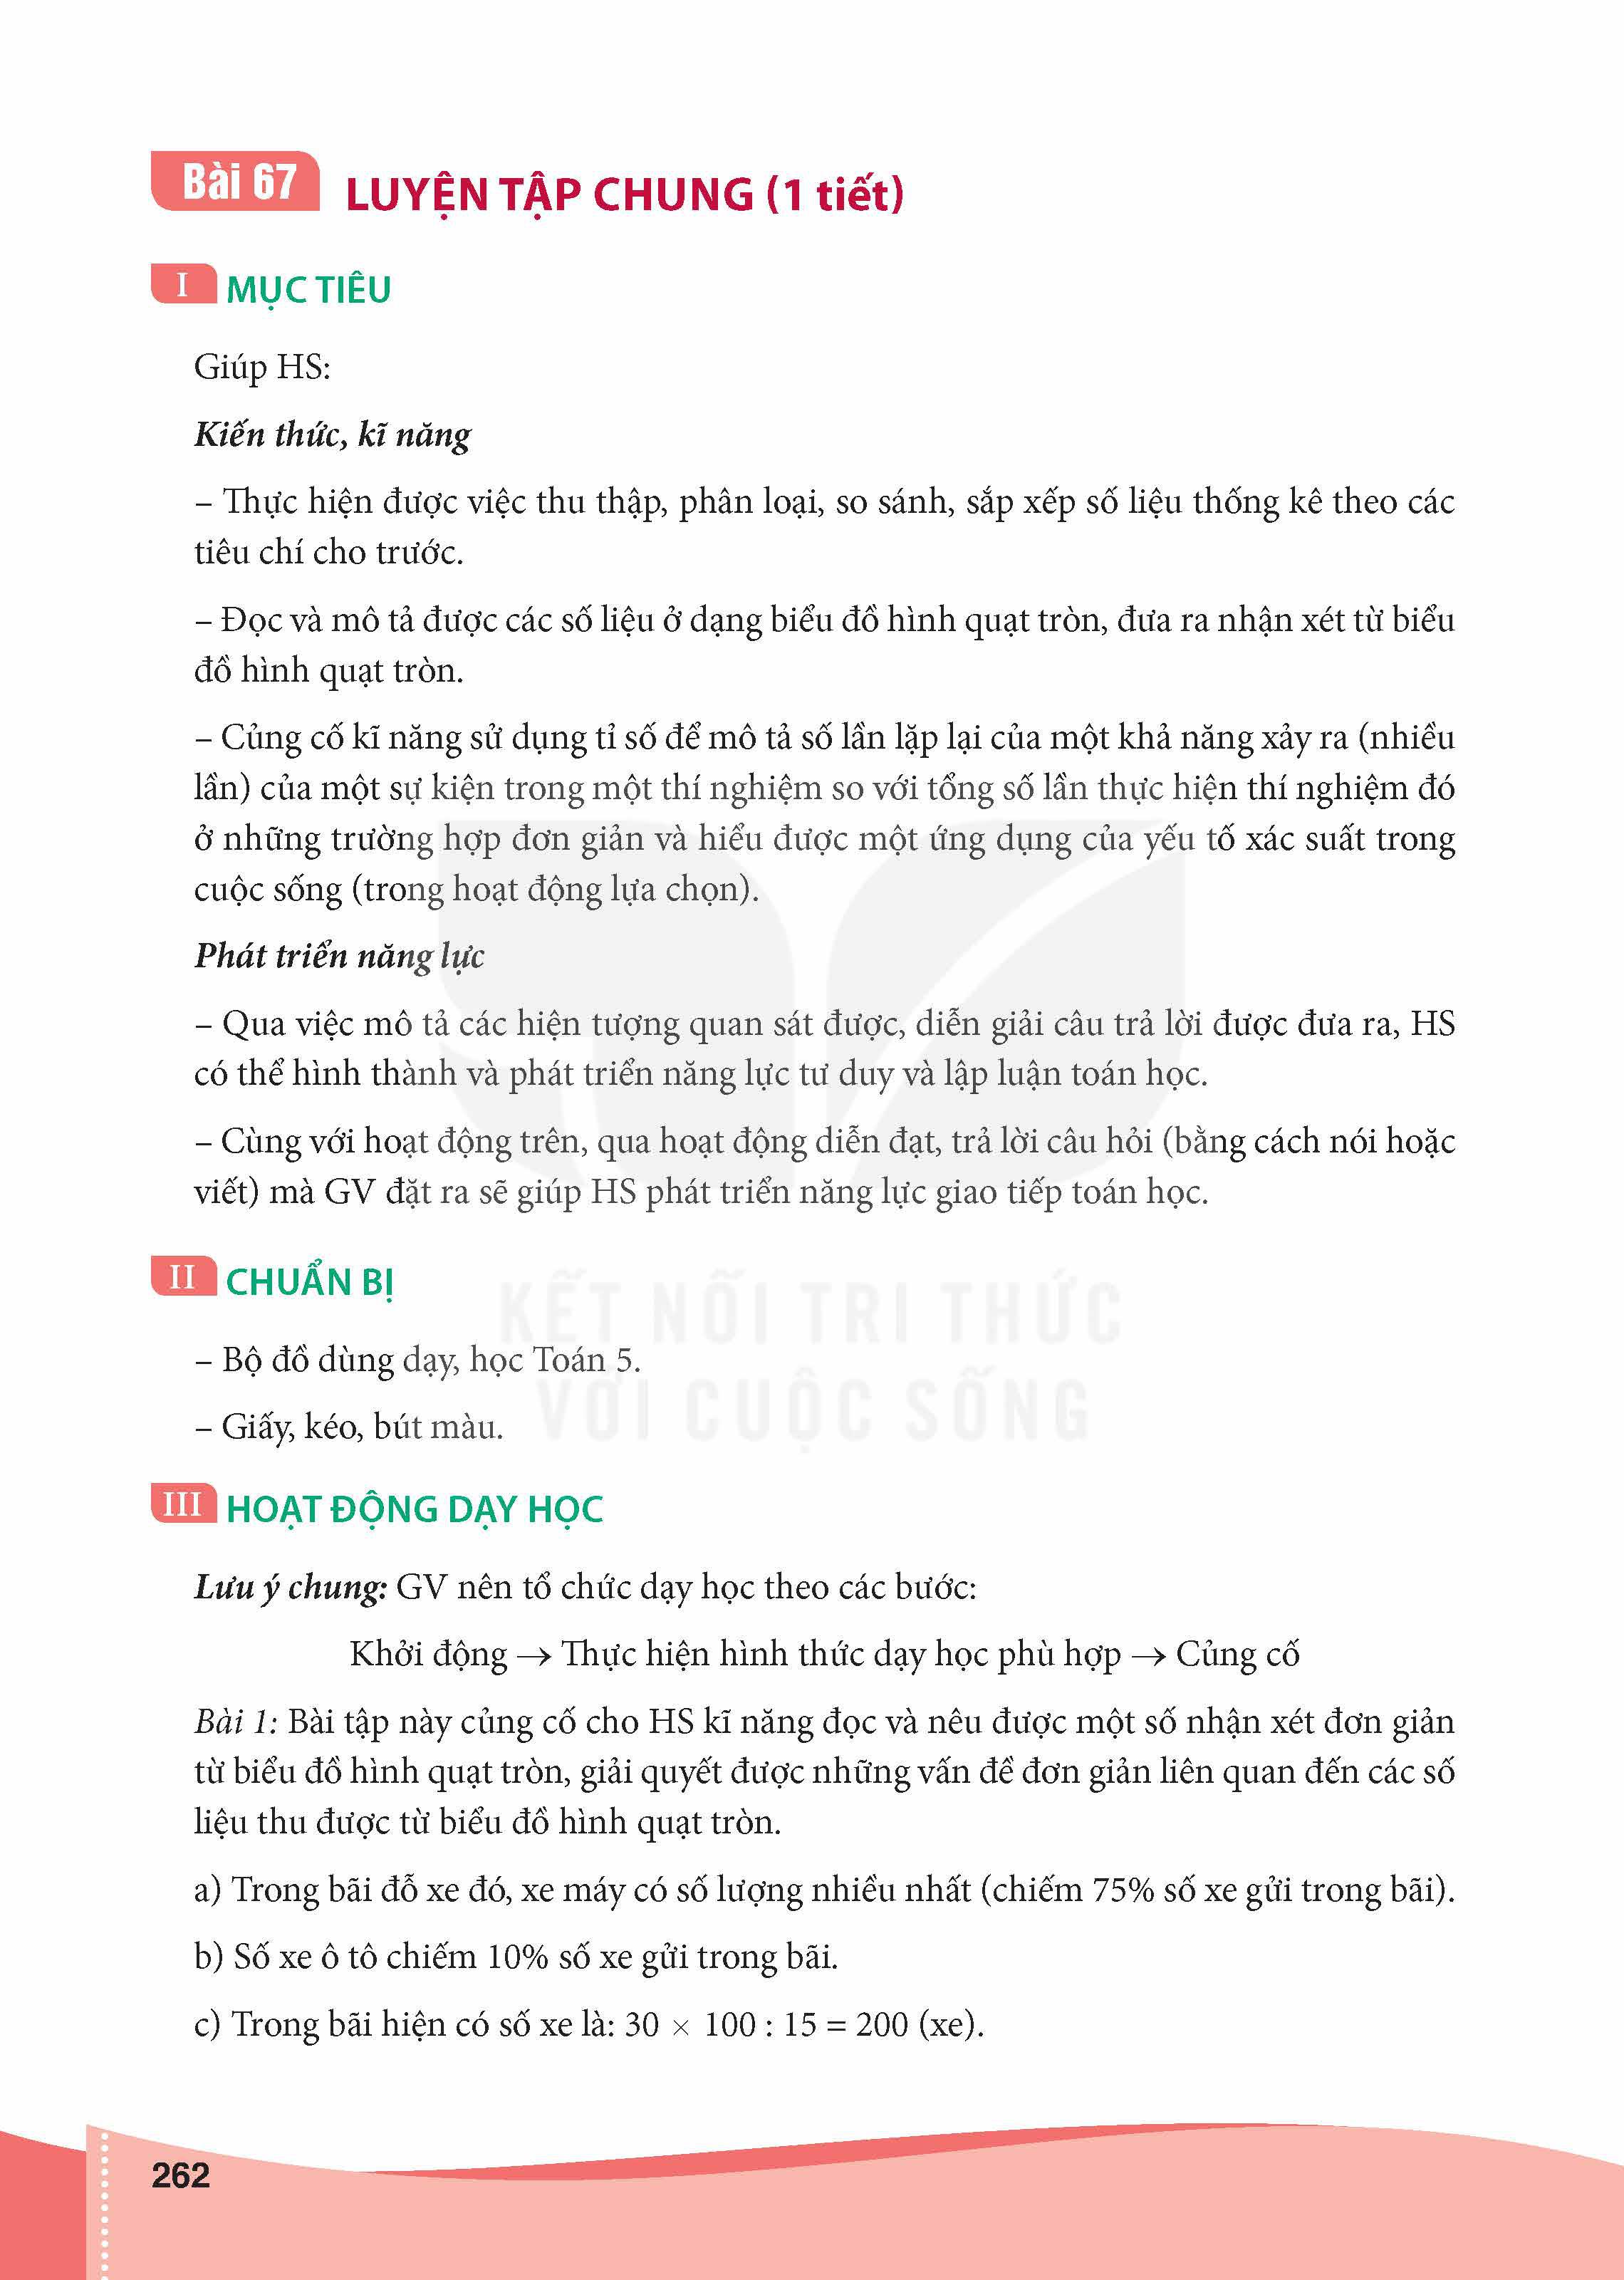 Bài 67
LUYỆN TẬP CHUNG (1 tiết)
I
MỤC TIÊU
Giúp HS:
Kiến thức, kĩ năng
– Thực hiện được việc thu thập, phân loại, so sánh, sắp xếp số liệu thống kê theo các
tiêu chí cho trước.
– Đọc và mô tả được các số liệu ở dạng biểu đồ hình quạt tròn, đưa ra nhận xét từ biểu
đồ hình quạt tròn.
– Củng cố kĩ năng sử dụng tỉ số để mô tả số lần lặp lại của một khả năng xảy ra (nhiều
lần) của một sự kiện trong một thí nghiệm so với tổng số lần thực hiện thí nghiệm đó
ở những trường hợp đơn giản và hiểu được một ứng dụng của yếu tố xác suất trong
cuộc sống (trong hoạt động lựa chọn).
Phát triển năng lực
– Qua việc mô tả các hiện tượng quan sát được, diễn giải câu trả lời được đưa ra, HS
có thể hình thành và phát triển năng lực tư duy và lập luận toán học.
– Cùng với hoạt động trên, qua hoạt động diễn đạt, trả lời câu hỏi (bằng cách nói hoặc
viết) mà GV đặt ra sẽ giúp HS phát triển năng lực giao tiếp toán học.
II
CHUẨN BỊ
KẾT NỐI TRI THỨC
– Bộ đồ dùng dạy, học Toán 5.
VỚI CUỘC SỐNG
– Giấy, kéo, bút màu.
III
HOẠT ĐỘNG DẠY HỌC
Lưu ý chung: GV nên tổ chức dạy học theo các bước:
Khởi động → Thực hiện hình thức dạy học phù hợp → Củng cố
Bài 1: Bài tập này củng cố cho HS kĩ năng đọc và nêu được một số nhận xét đơn giản
từ biểu đồ hình quạt tròn, giải quyết được những vấn đề đơn giản liên quan đến các số
liệu thu được từ biểu đồ hình quạt tròn.
a) Trong bãi đỗ xe đó, xe máy có số lượng nhiều nhất (chiếm 75% số xe gửi trong bãi).
b) Số xe ô tô chiếm 10% số xe gửi trong bãi.
c) Trong bãi hiện có số xe là: 30 × 100 : 15 = 200 (xe).
262